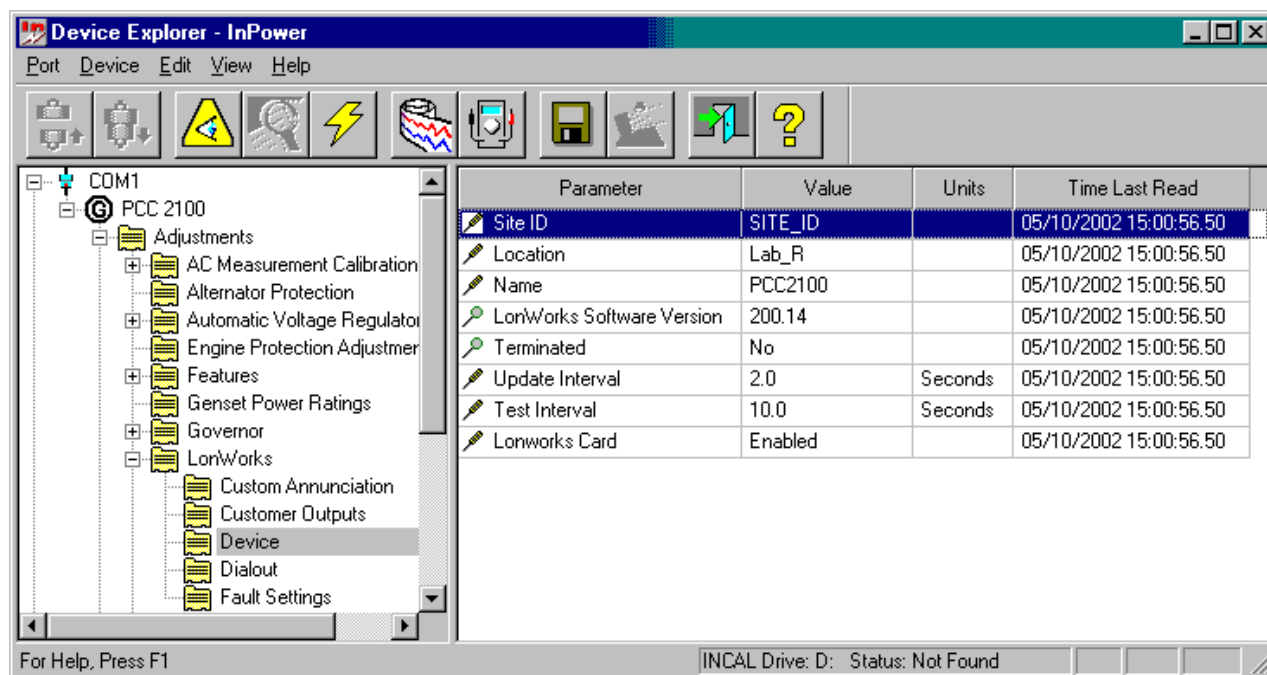 Device Explorer - InPower
Port Device Edit View Help
COM1
PCC 2100
Adjustments
AC Measurement Calibration
Alternator Protection
Automatic Voltage Regulator
Engine Protection Adjustmer
Features
Genset Power Ratings
Governor
LonWorks
Custom Annunciation
Customer Outputs
Device
Dialout
Fault Settings
Parameter Value Units Time Last Read
Site ID SITE_ID 05/10/2002 15:00:56.50
Location Lab_R 05/10/2002 15:00:56.50
Name PCC2100 05/10/2002 15:00:56.50
LonWorks Software Version 200.14 05/10/2002 15:00:56.50
Terminated No 05/10/2002 15:00:56.50
Update Interval 2.0 Seconds 05/10/2002 15:00:56.50
Test Interval 10.0 Seconds 05/10/2002 15:00:56.50
Lonworks Card Enabled 05/10/2002 15:00:56.50
For Help, Press F1 INCAL Drive: D: Status: Not Found